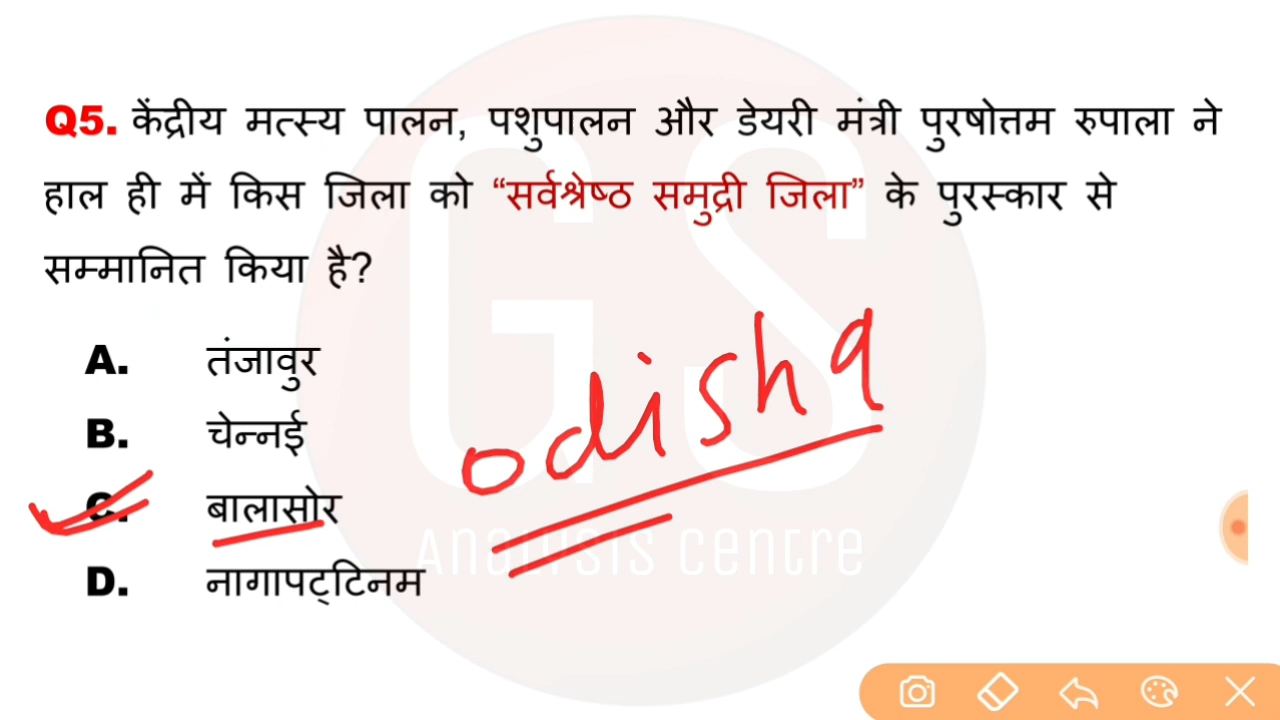 Q5. केंद्रीय मत्स्य पालन, पशुपालन और डेयरी मंत्री पुरषोत्तम रुपाला ने
हाल ही में किस जिला को “सर्वश्रेष्ठ समुद्री जिला” के पुरस्कार से
सम्मानित किया है?
A. तंजावुर
B. चेन्नई
C. बालासोर
D. नागापट्टिनम
odisha
GS
Analysis Centre